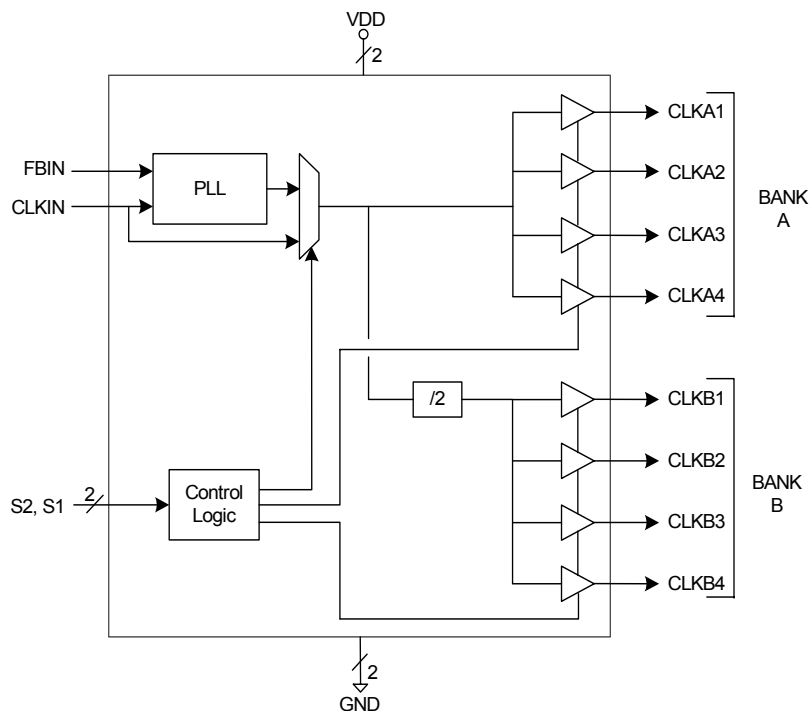 VDD
2
FBIN
CLKIN
PLL
CLKA1
CLKA2
CLKA3
CLKA4
BANK
A
/2
CLKB1
CLKB2
CLKB3
CLKB4
BANK
B
S2, S1
2
Control
Logic
2
GND